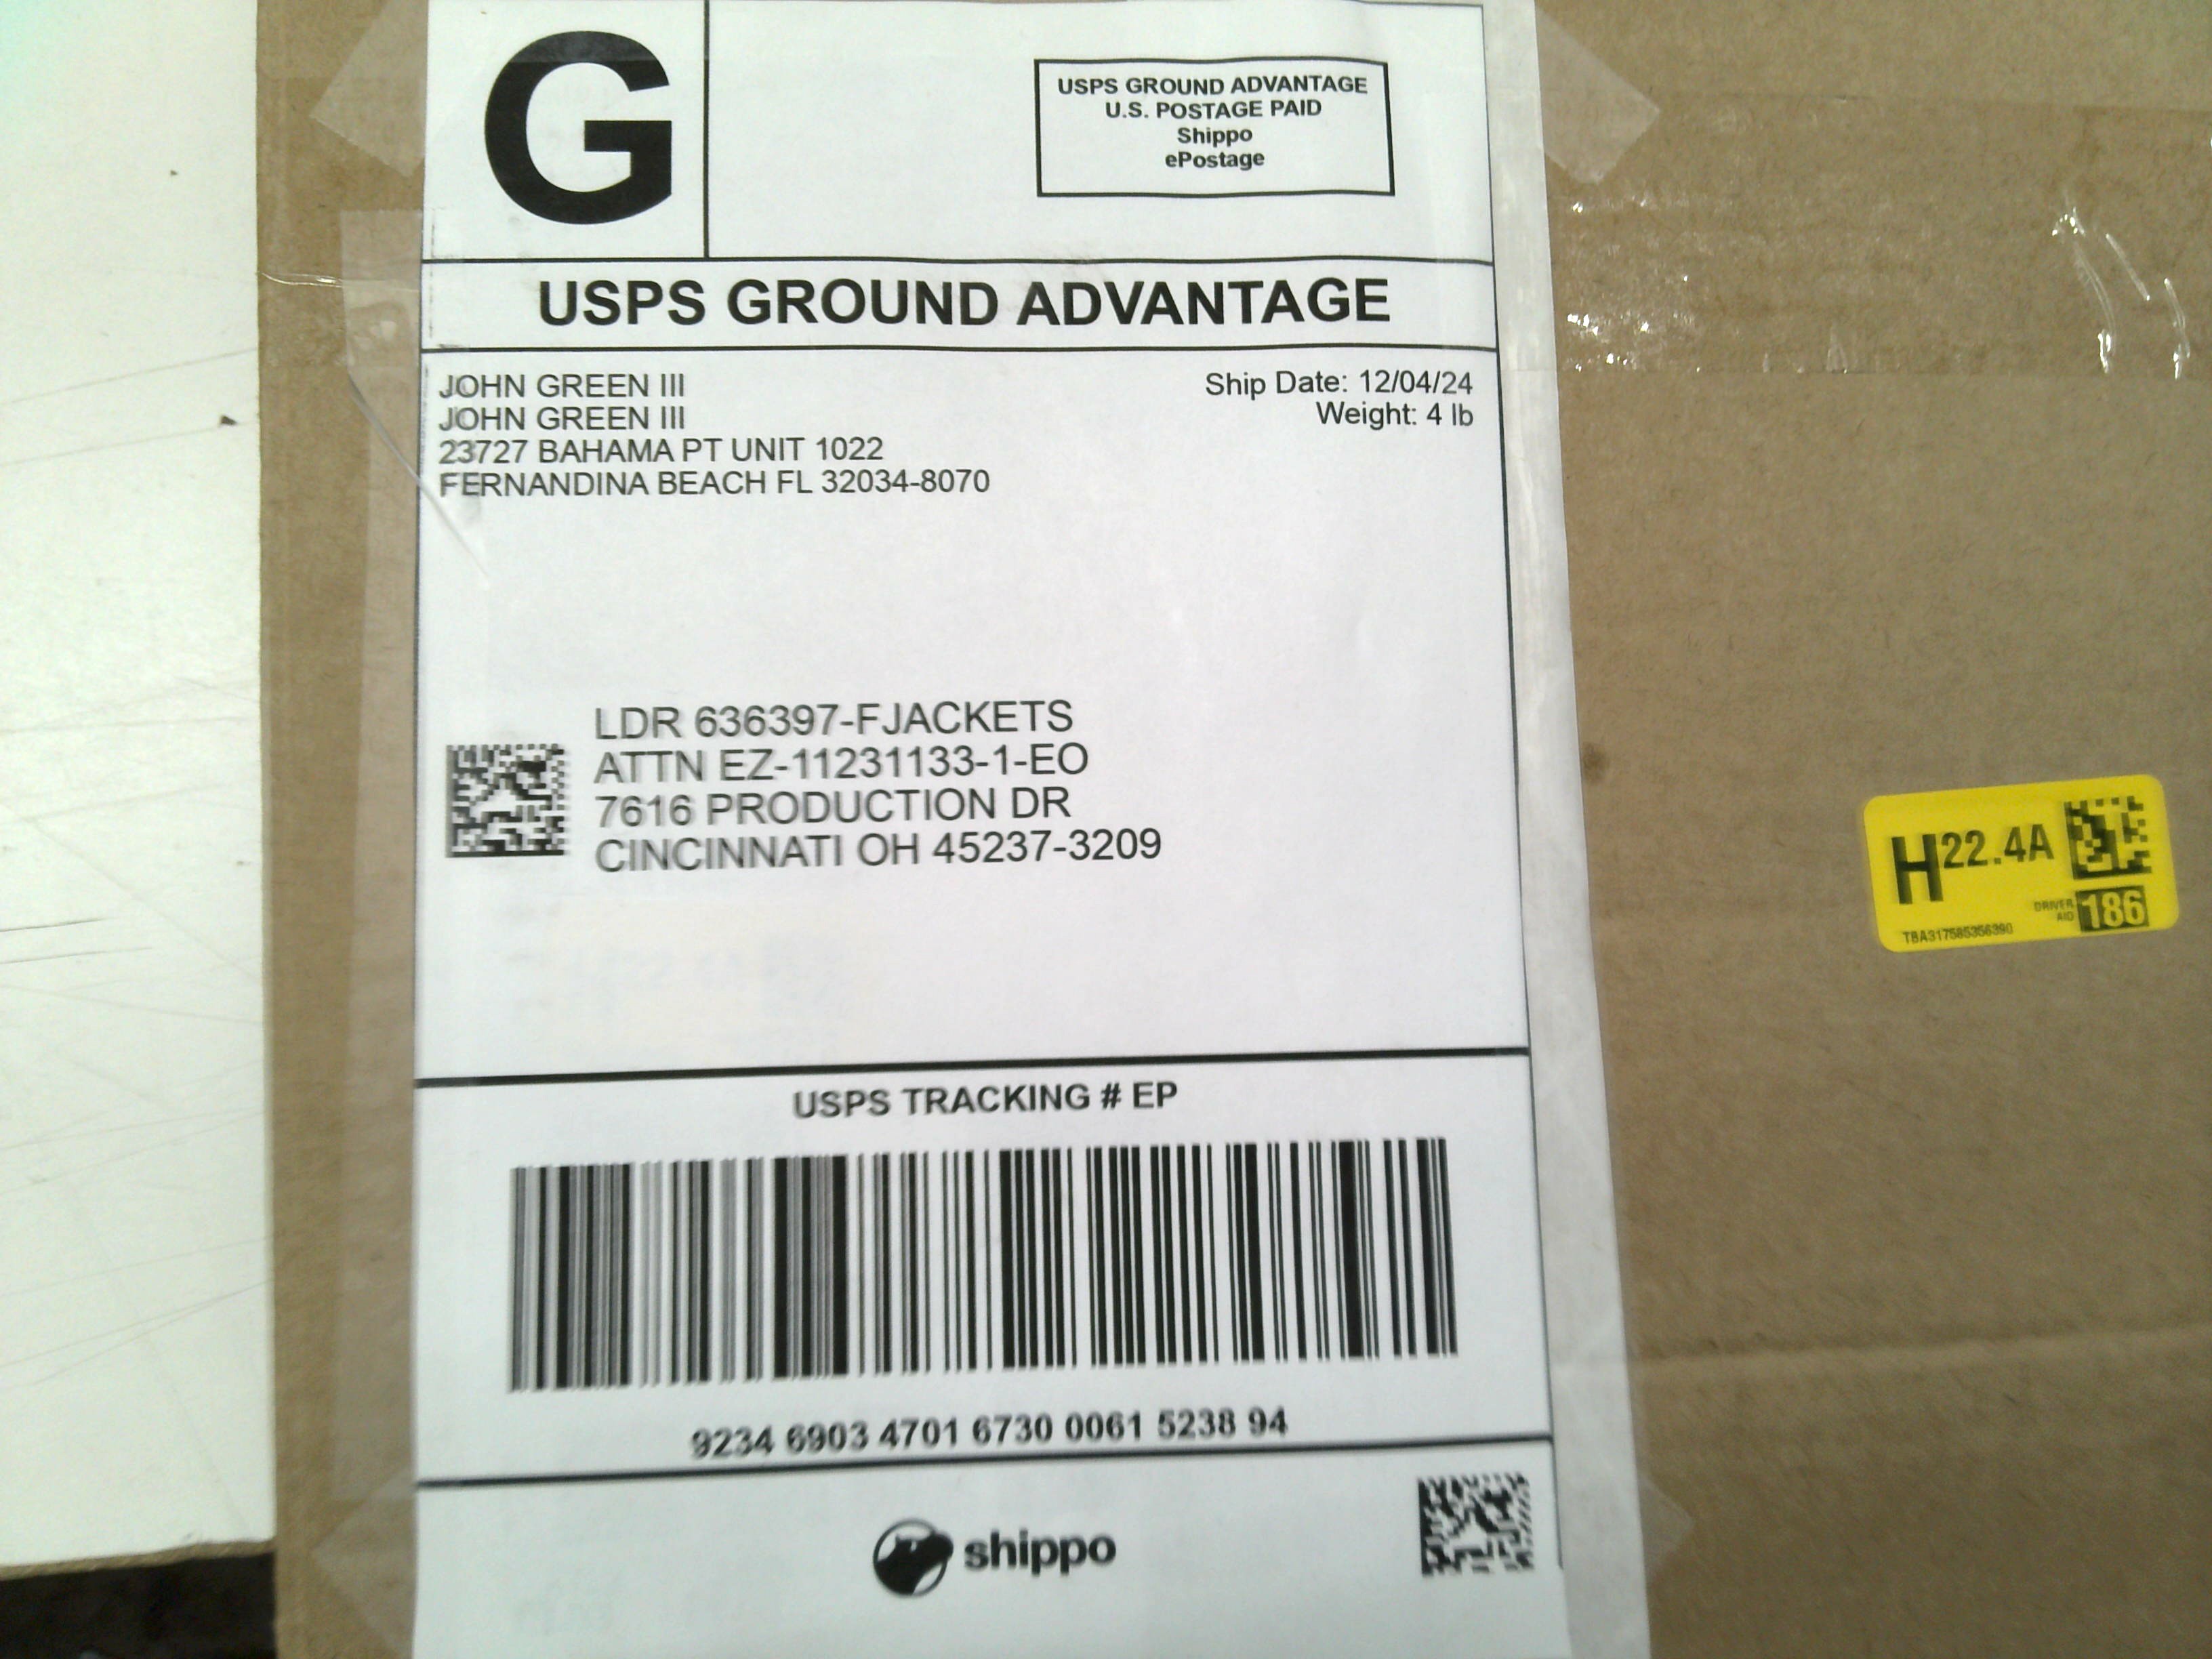 G
USPS GROUND ADVANTAGE
U.S. POSTAGE PAID
Shippo
ePostage
USPS GROUND ADVANTAGE
JOHN GREEN III
JOHN GREEN III
23727 BAHAMA PT UNIT 1022
FERNANDINA BEACH FL 32034-8070
Ship Date: 12/04/24
Weight: 4 lb
LDR 636397-FJACKETS
ATTN EZ-11231133-1-EO
7616 PRODUCTION DR
CINCINNATI OH 45237-3209
USPS TRACKING # EP
9234 6903 4701 6730 0061 5238 94
shippo
H22.4A
DRIVER
AID 186
TBA317585356390